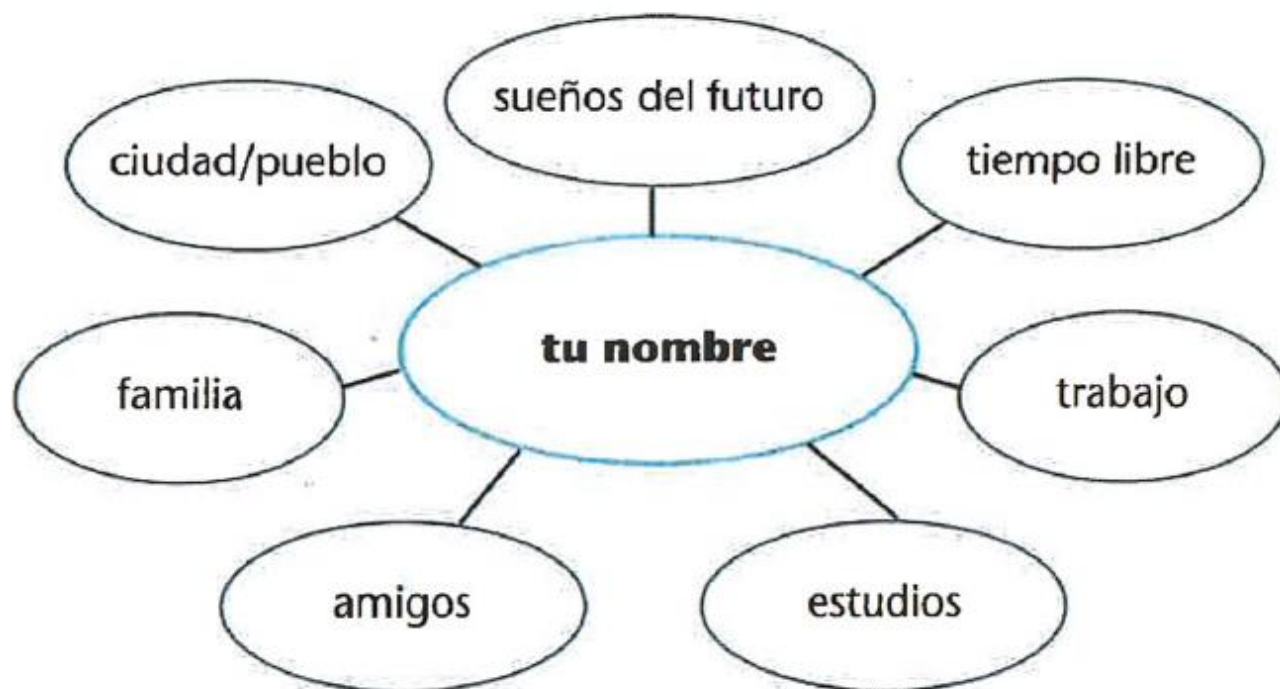 sueños del futuro
ciudad/pueblo
tiempo libre
tu nombre
familia
trabajo
amigos
estudios